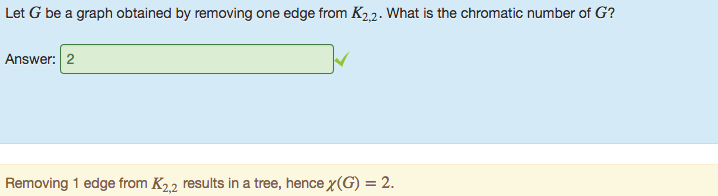 Let G be a graph obtained by removing one edge from K2,2. What is the chromatic number of G?
Answer: 2
Removing 1 edge from K2,2 results in a tree, hence χ(G) = 2.